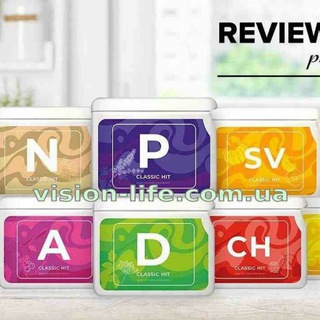 REVIEW
N
CLASSIC HIT
P
CLASSIC HIT
SV
CLASSIC HIT
vision-life.com.ua
A
CLASSIC HIT
D
CLASSIC HIT
CH
CLASSIC HIT